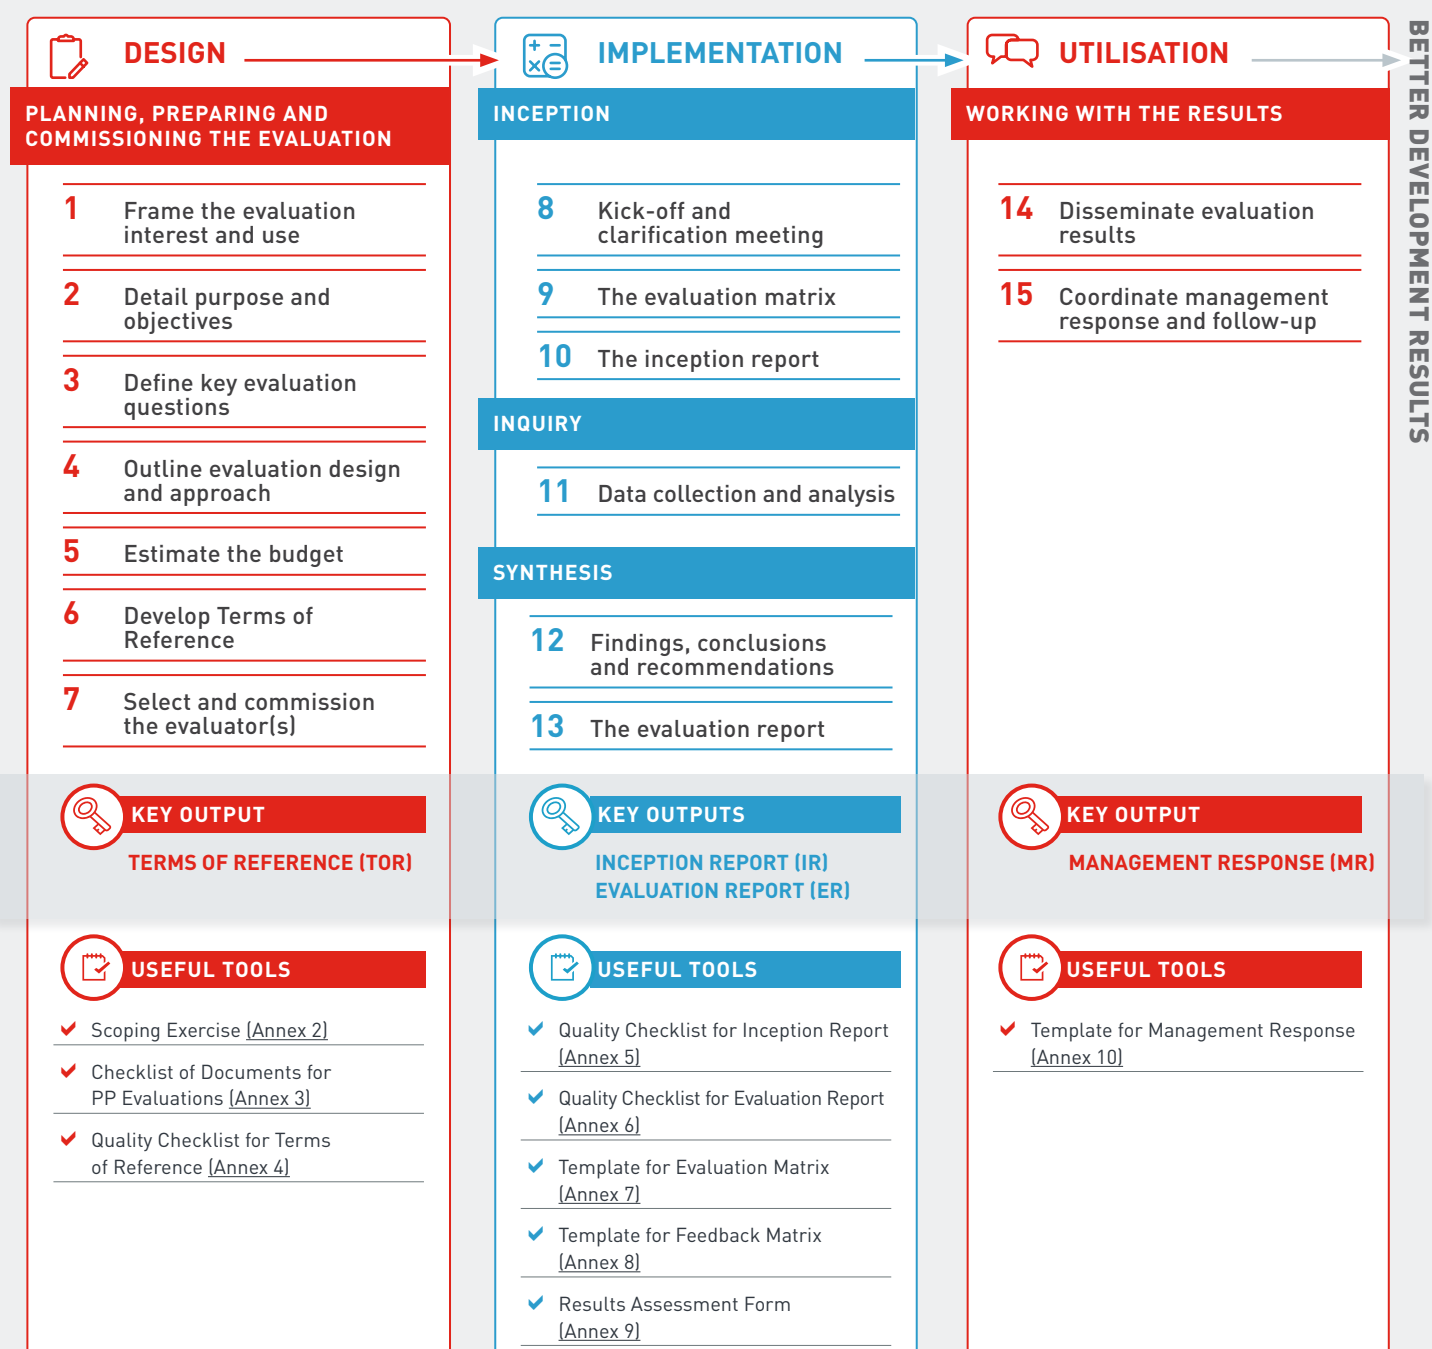 DESIGN
PLANNING, PREPARING AND
COMMISSIONING THE EVALUATION
1 Frame the evaluation
interest and use
2 Detail purpose and
objectives
3 Define key evaluation
questions
4 Outline evaluation design
and approach
5 Estimate the budget
6 Develop Terms of
Reference
7 Select and commission
the evaluator(s)
KEY OUTPUT
TERMS OF REFERENCE (TOR)
USEFUL TOOLS
Scoping Exercise (Annex 2)
Checklist of Documents for
PP Evaluations (Annex 3)
Quality Checklist for Terms
of Reference (Annex 4)
IMPLEMENTATION
INCEPTION
8 Kick-off and
clarification meeting
9 The evaluation matrix
10 The inception report
INQUIRY
11 Data collection and analysis
SYNTHESIS
12 Findings, conclusions
and recommendations
13 The evaluation report
KEY OUTPUTS
INCEPTION REPORT (IR)
EVALUATION REPORT (ER)
USEFUL TOOLS
Quality Checklist for Inception Report
(Annex 5)
Quality Checklist for Evaluation Report
(Annex 6)
Template for Evaluation Matrix
(Annex 7)
Template for Feedback Matrix
(Annex 8)
Results Assessment Form
(Annex 9)
UTILISATION
WORKING WITH THE RESULTS
14 Disseminate evaluation
results
15 Coordinate management
response and follow-up
KEY OUTPUT
MANAGEMENT RESPONSE (MR)
USEFUL TOOLS
Template for Management Response
(Annex 10)
BETTER DEVELOPMENT RESULTS